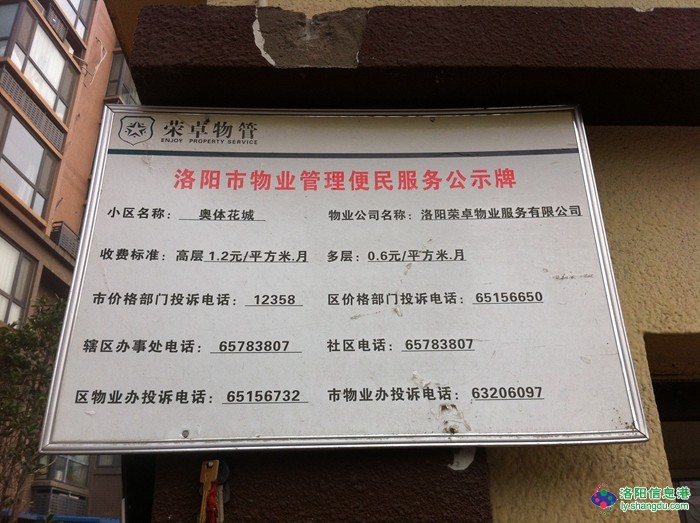 荣卓物管
ENJOY PROPERTY SERVICE
洛阳市物业管理便民服务公示牌
小区名称： 奥体花城 物业公司名称：洛阳荣卓物业服务有限公司
收费标准：高层 1.2元/平方米.月 多层：0.6元/平方米.月
市价格部门投诉电话： 12358 区价格部门投诉电话：65156650
辖区办事处电话：65783807 社区电话：65783807
区物业办投诉电话：65156732 市物业办投诉电话：63206097
洛阳信息港
ly.shangdu.com